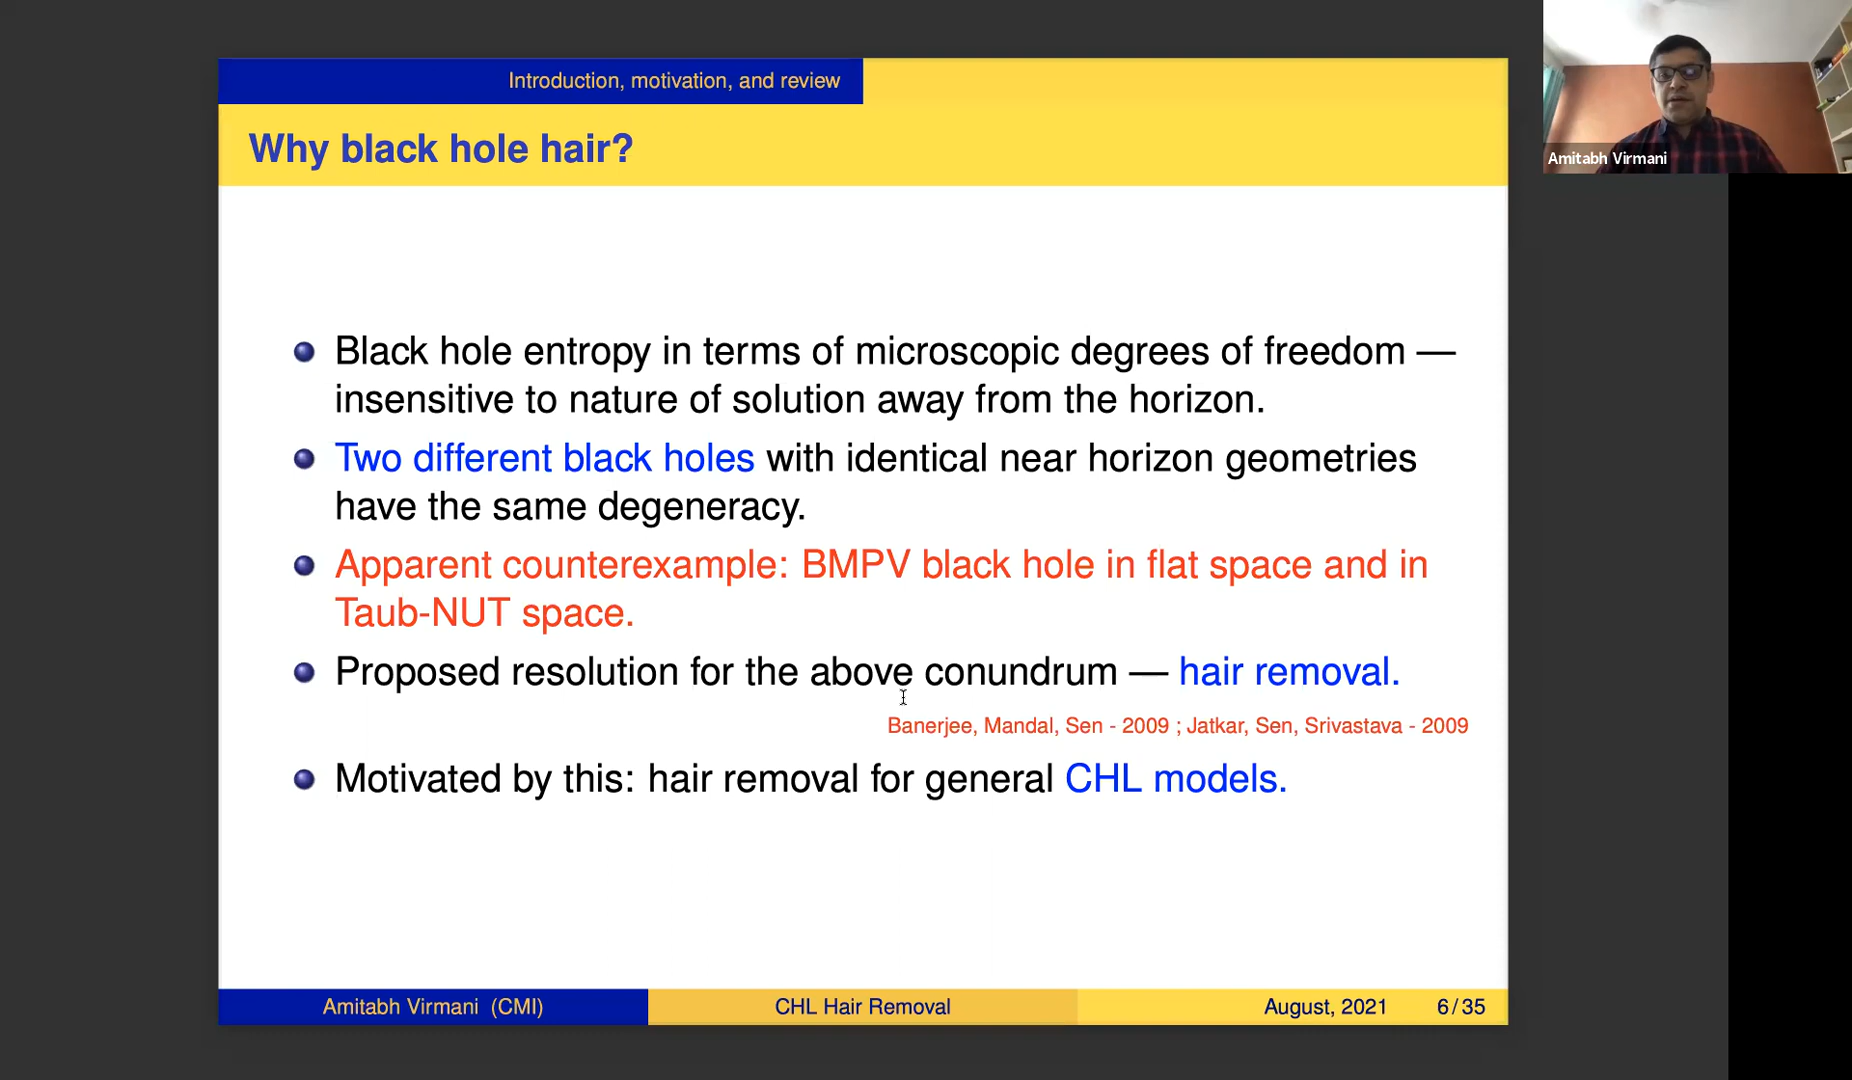 Introduction, motivation, and review
Why black hole hair?
Black hole entropy in terms of microscopic degrees of freedom —
insensitive to nature of solution away from the horizon.
Two different black holes with identical near horizon geometries
have the same degeneracy.
Apparent counterexample: BMPV black hole in flat space and in
Taub-NUT space.
Proposed resolution for the above conundrum — hair removal.
Banerjee, Mandal, Sen - 2009 ; Jatkar, Sen, Srivastava - 2009
Motivated by this: hair removal for general CHL models.
Amitabh Virmani (CMI)
CHL Hair Removal
August, 2021
6 / 35
Amitabh Virmani